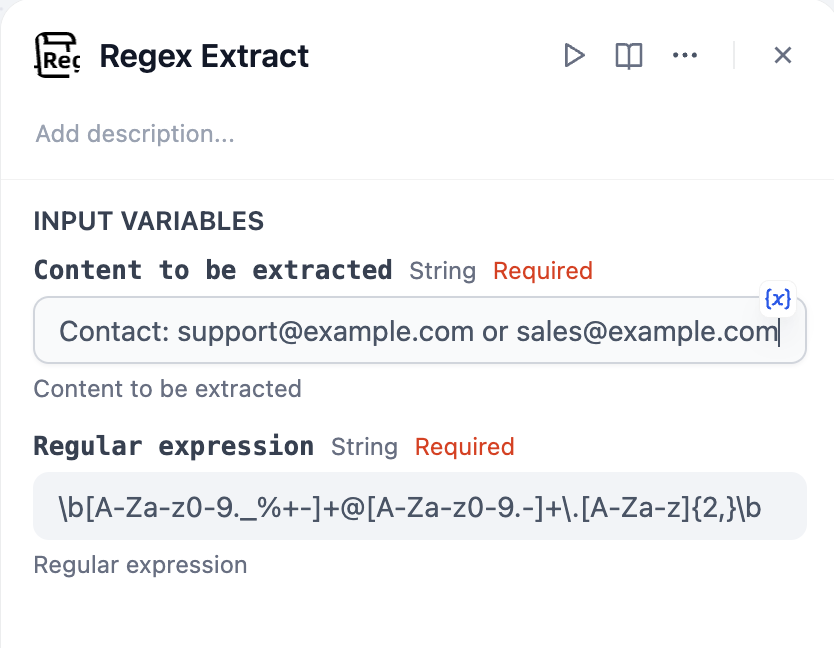 Reg
Regex Extract
Add description...
INPUT VARIABLES
Content to be extracted String Required
{x}
Contact: support@example.com or sales@example.com
Content to be extracted
Regular expression String Required
\b[A-Za-z0-9._%+-]+@[A-Za-z0-9.-]+\.[A-Za-z]{2,}\b
Regular expression